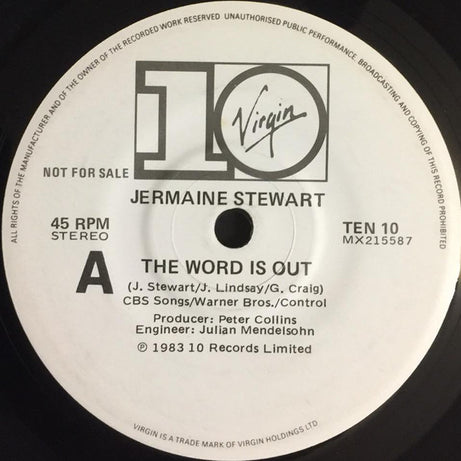 ALL RIGHTS OF THE MANUFACTURER AND OF THE OWNER OF THE RECORDED WORK RESERVED UNAUTHORISED PUBLIC PERFORMANCE, BROADCASTING AND COPYING OF THIS RECORD PROHIBITED
10
Virgin
NOT FOR SALE
JERMAINE STEWART
45 RPM
STEREO
TEN 10
MX215587
A
THE WORD IS OUT
(J. Stewart/J. Lindsay/G. Craig)
CBS Songs/Warner Bros./Control
Producer: Peter Collins
Engineer: Julian Mendelsohn
℗ 1983 10 Records Limited
VIRGIN IS A TRADE MARK OF VIRGIN HOLDINGS LTD